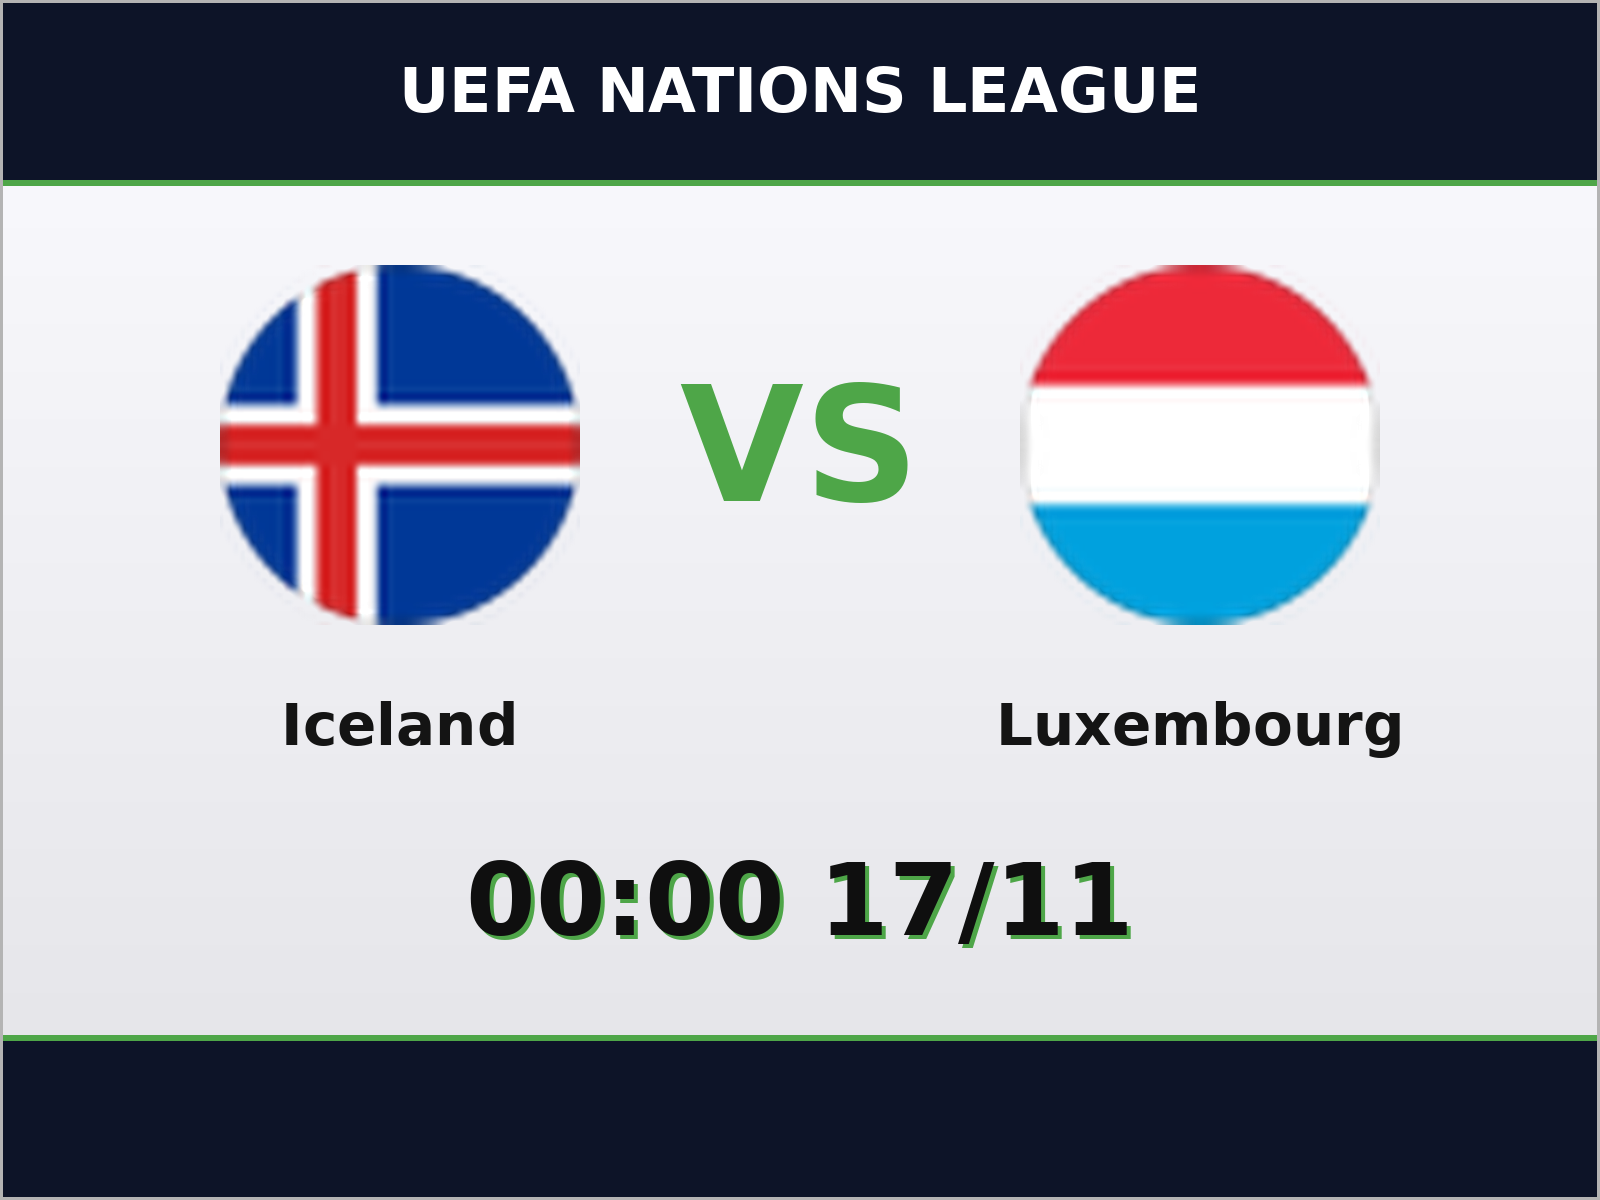 UEFA NATIONS LEAGUE
VS
Iceland
Luxembourg
00:00 17/11